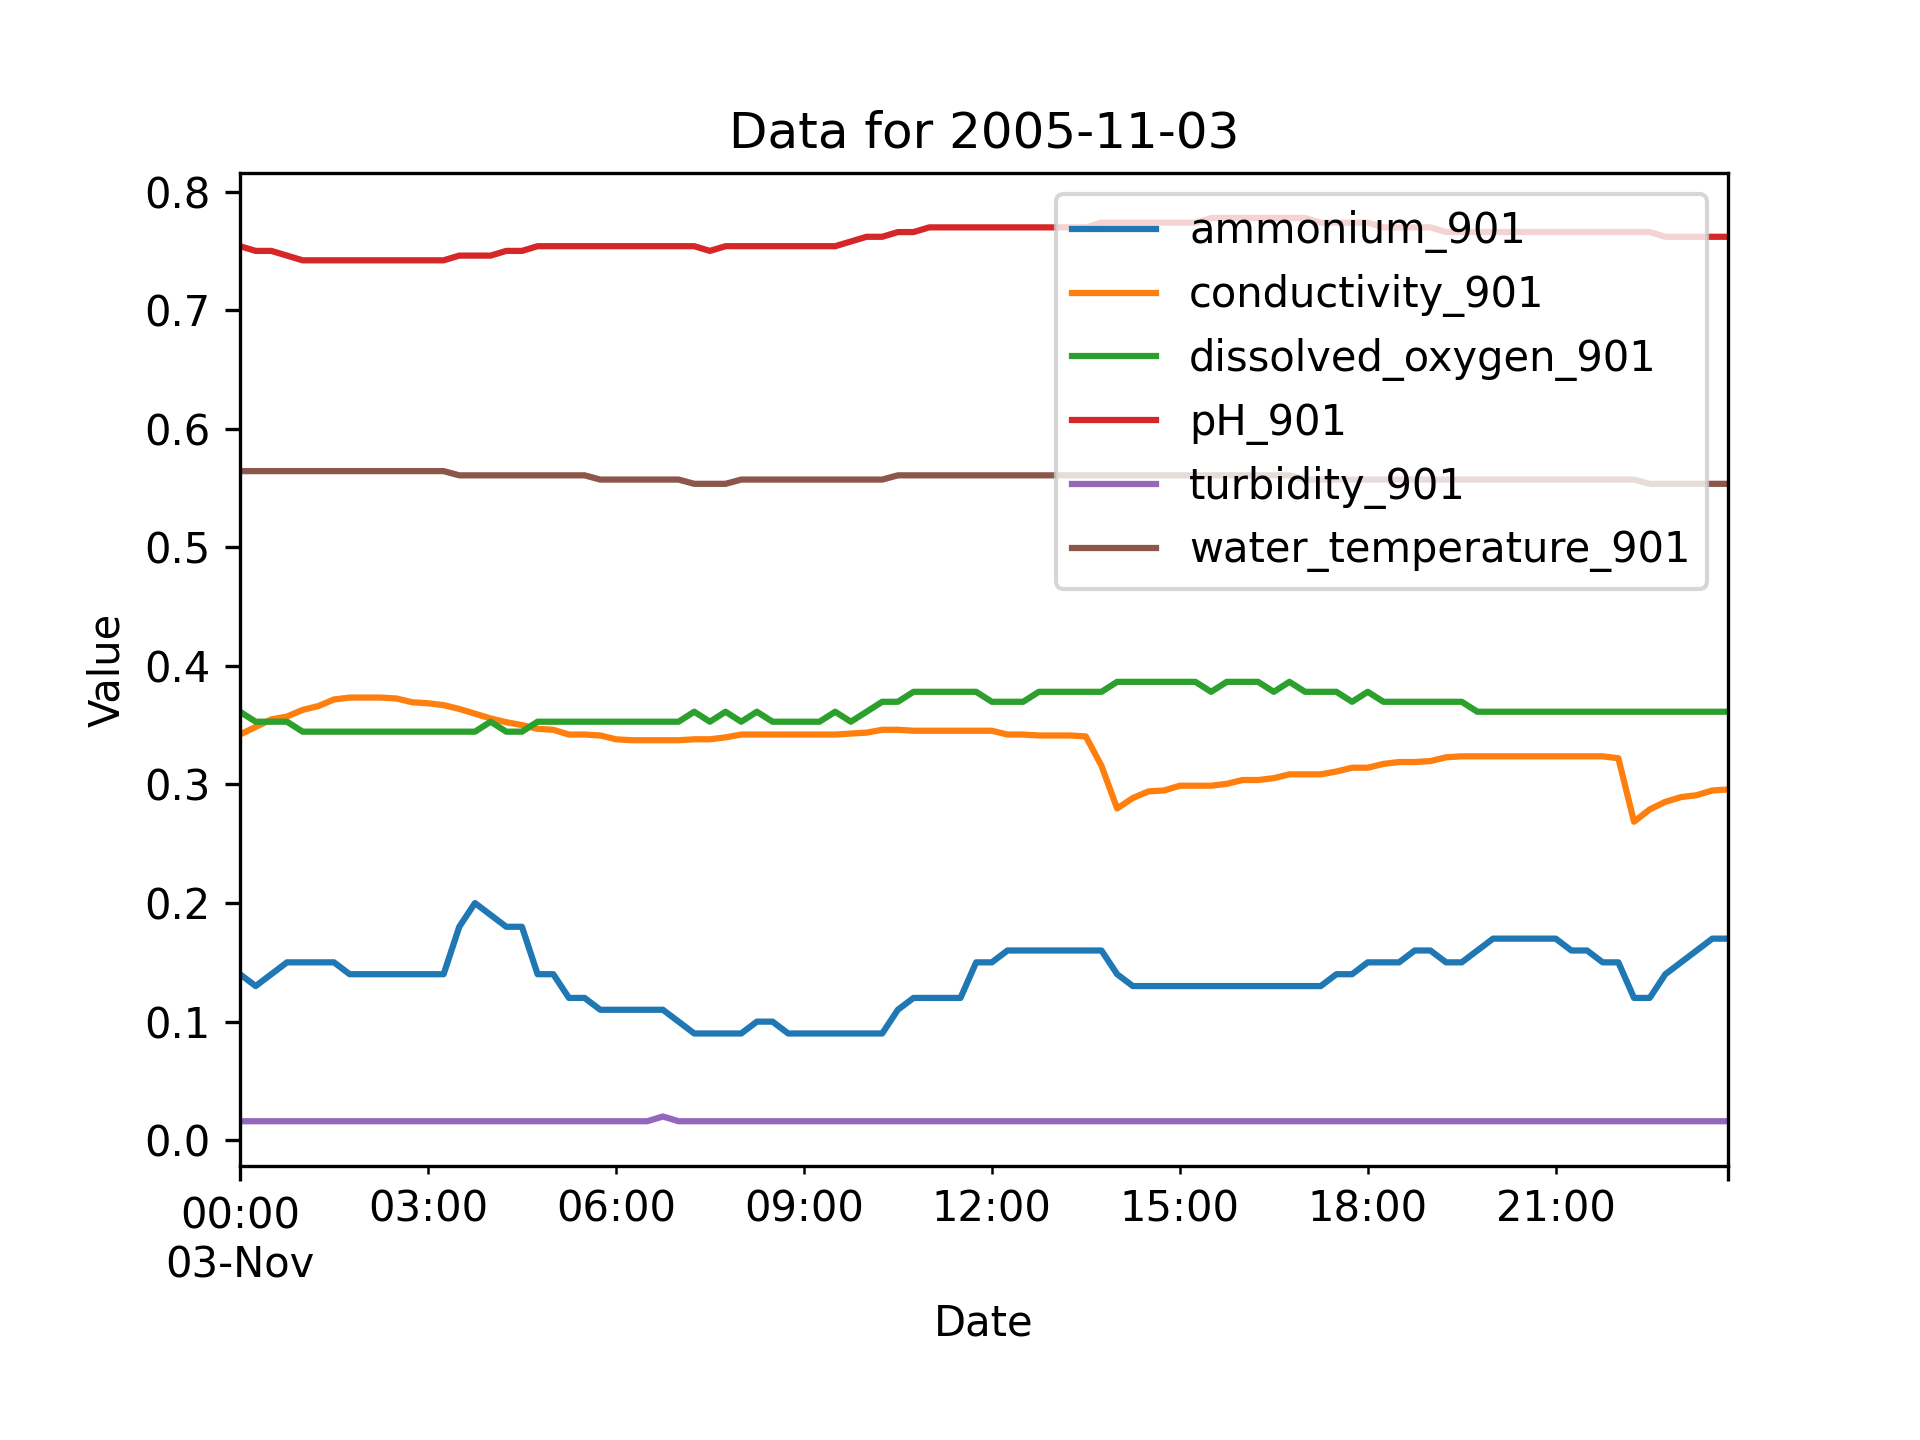 Data for 2005-11-03
0.8
0.7
0.6
0.5
0.4
0.3
0.2
0.1
0.0
Value
ammonium_901
conductivity_901
dissolved_oxygen_901
pH_901
turbidity_901
water_temperature_901
00:00 03:00 06:00 09:00 12:00 15:00 18:00 21:00
03-Nov
Date